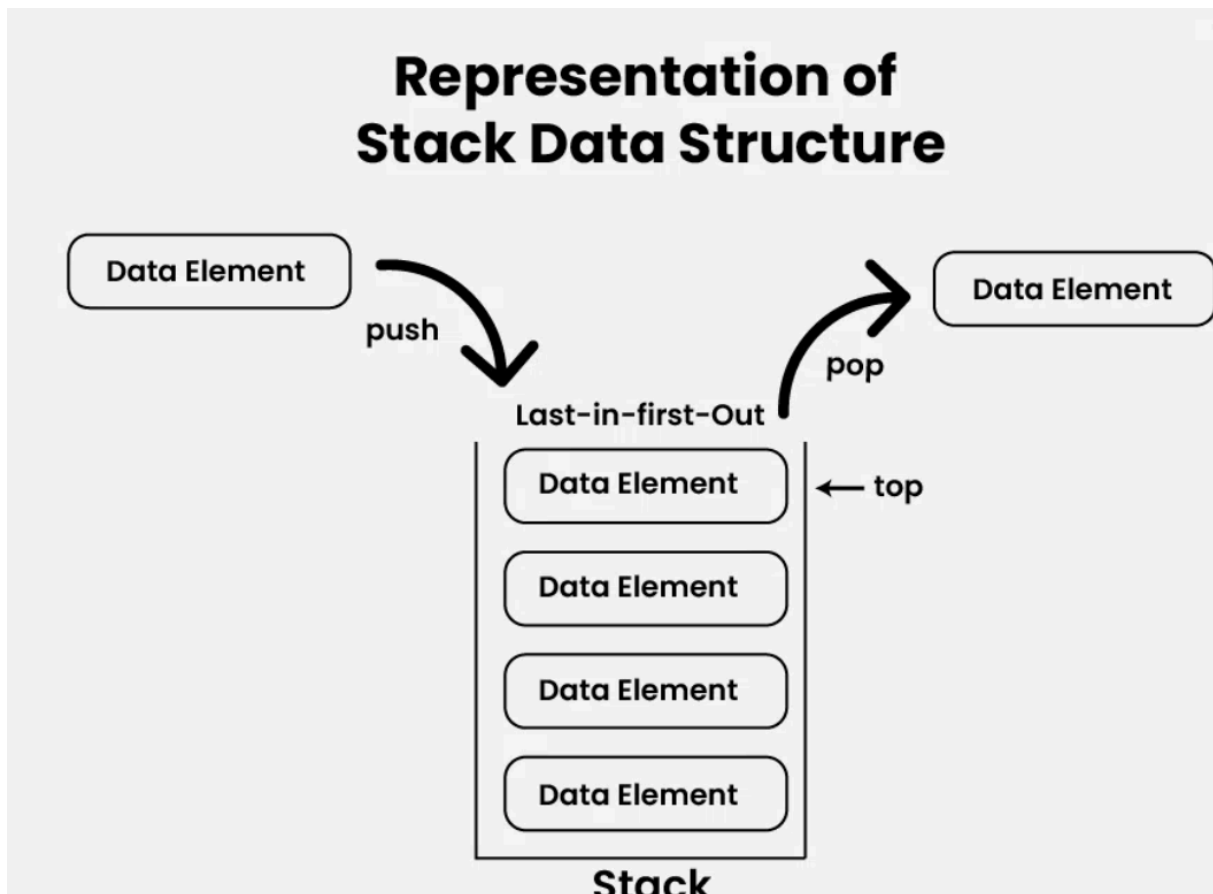 Representation of
Stack Data Structure
Data Element
Data Element
push
pop
Last-in-first-Out
Data Element
top
Data Element
Data Element
Data Element
Stack